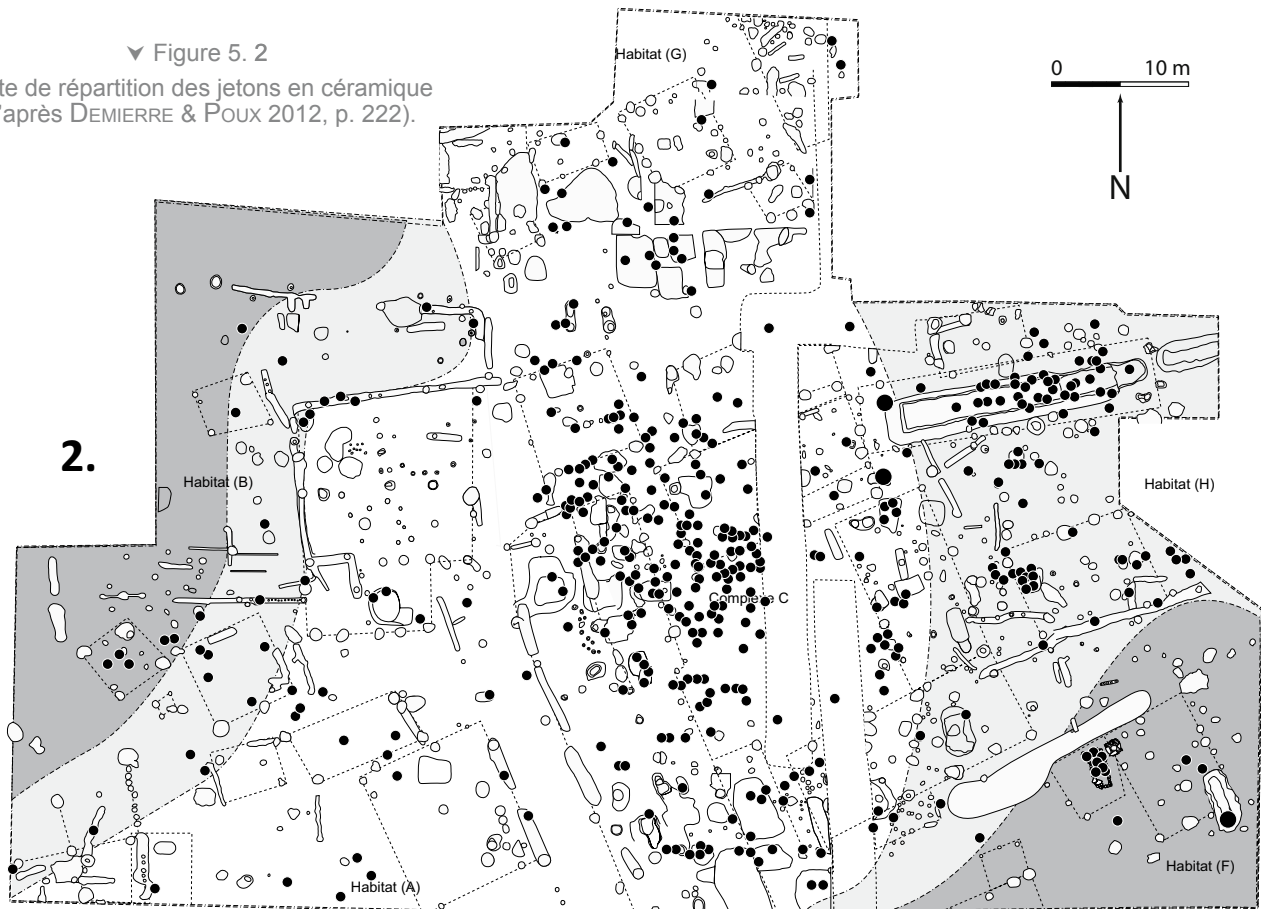 ▼ Figure 5. 2
te de répartition des jetons en céramique
'après DEMIERRE & POUX 2012, p. 222).
Habitat (G)
0 10 m
N
2.
Habitat (B)
Habitat (H)
Complexe C
Habitat (A)
Habitat (F)